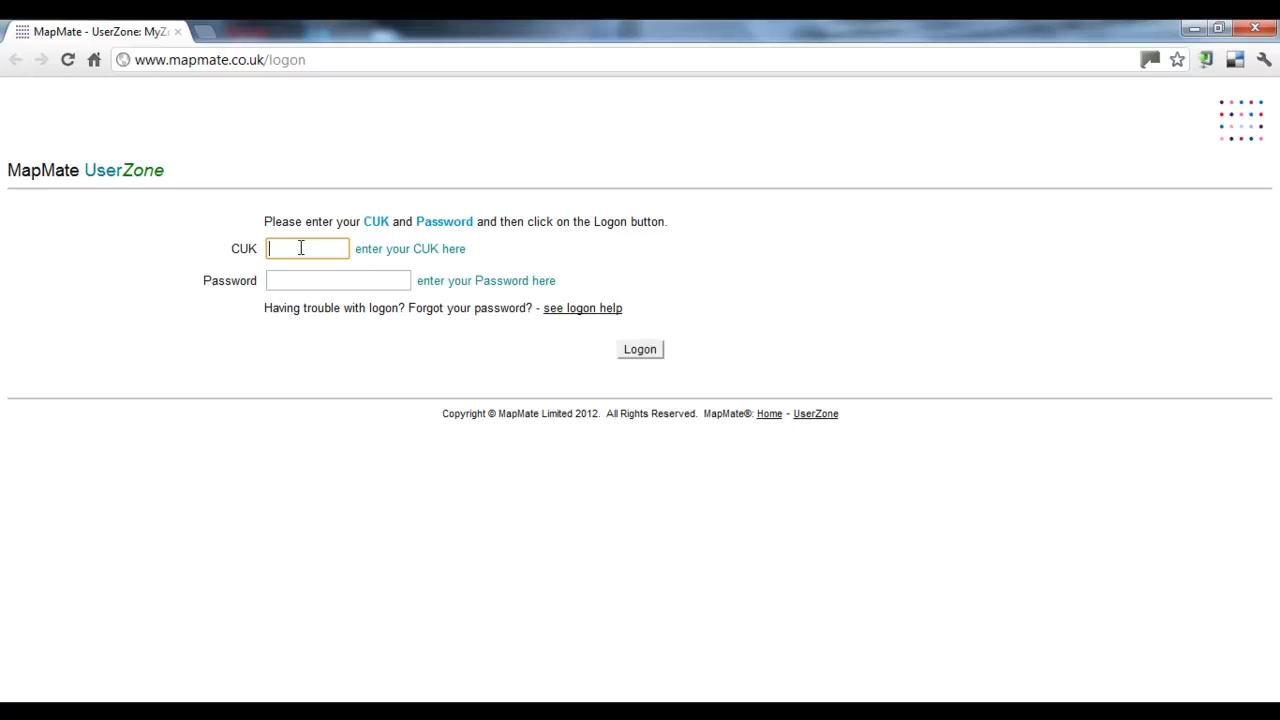 MapMate - UserZone: MyZ
www.mapmate.co.uk/logon
MapMate UserZone
Please enter your CUK and Password and then click on the Logon button.
CUK enter your CUK here
Password enter your Password here
Having trouble with logon? Forgot your password? - see logon help
Logon
Copyright © MapMate Limited 2012. All Rights Reserved. MapMate®: Home - UserZone